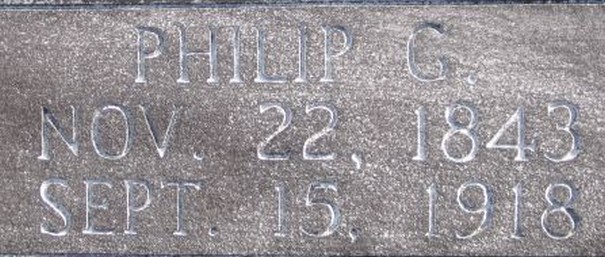 PHILIP G.
NOV. 22, 1843
SEPT. 15, 1918